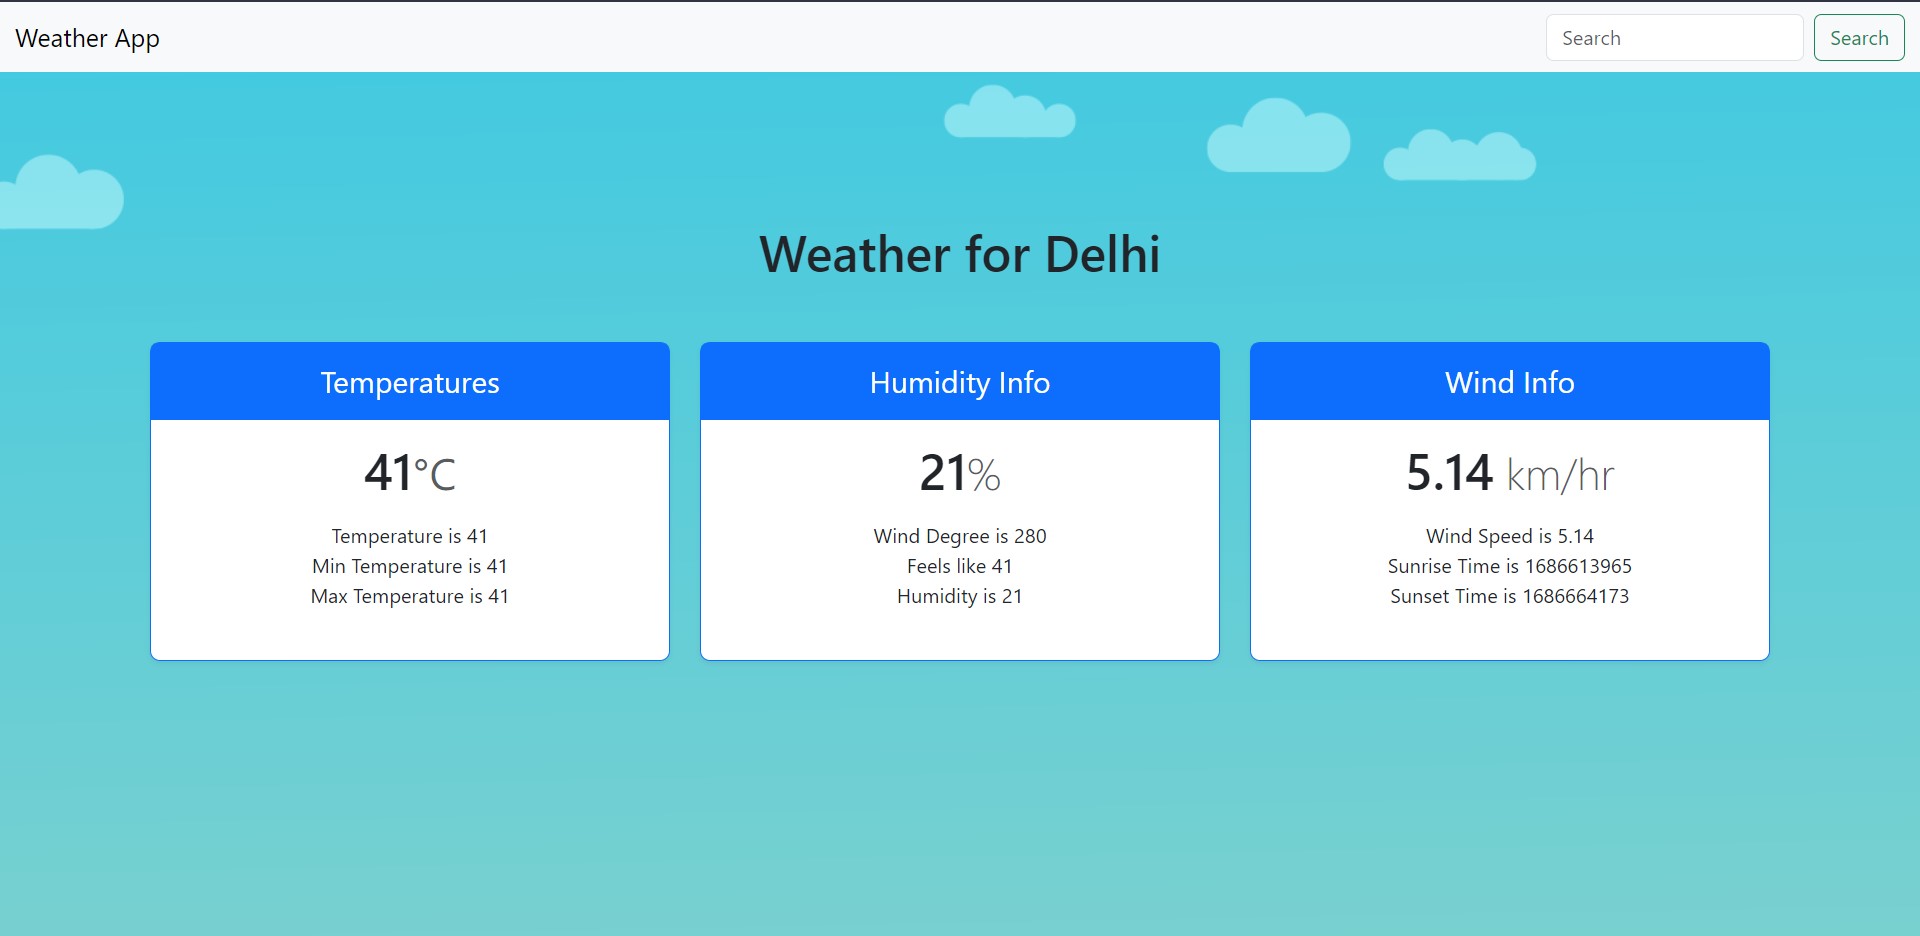 Weather App
Search
Search
Weather for Delhi
Temperatures
41°C
Temperature is 41
Min Temperature is 41
Max Temperature is 41
Humidity Info
21%
Wind Degree is 280
Feels like 41
Humidity is 21
Wind Info
5.14 km/hr
Wind Speed is 5.14
Sunrise Time is 1686613965
Sunset Time is 1686664173